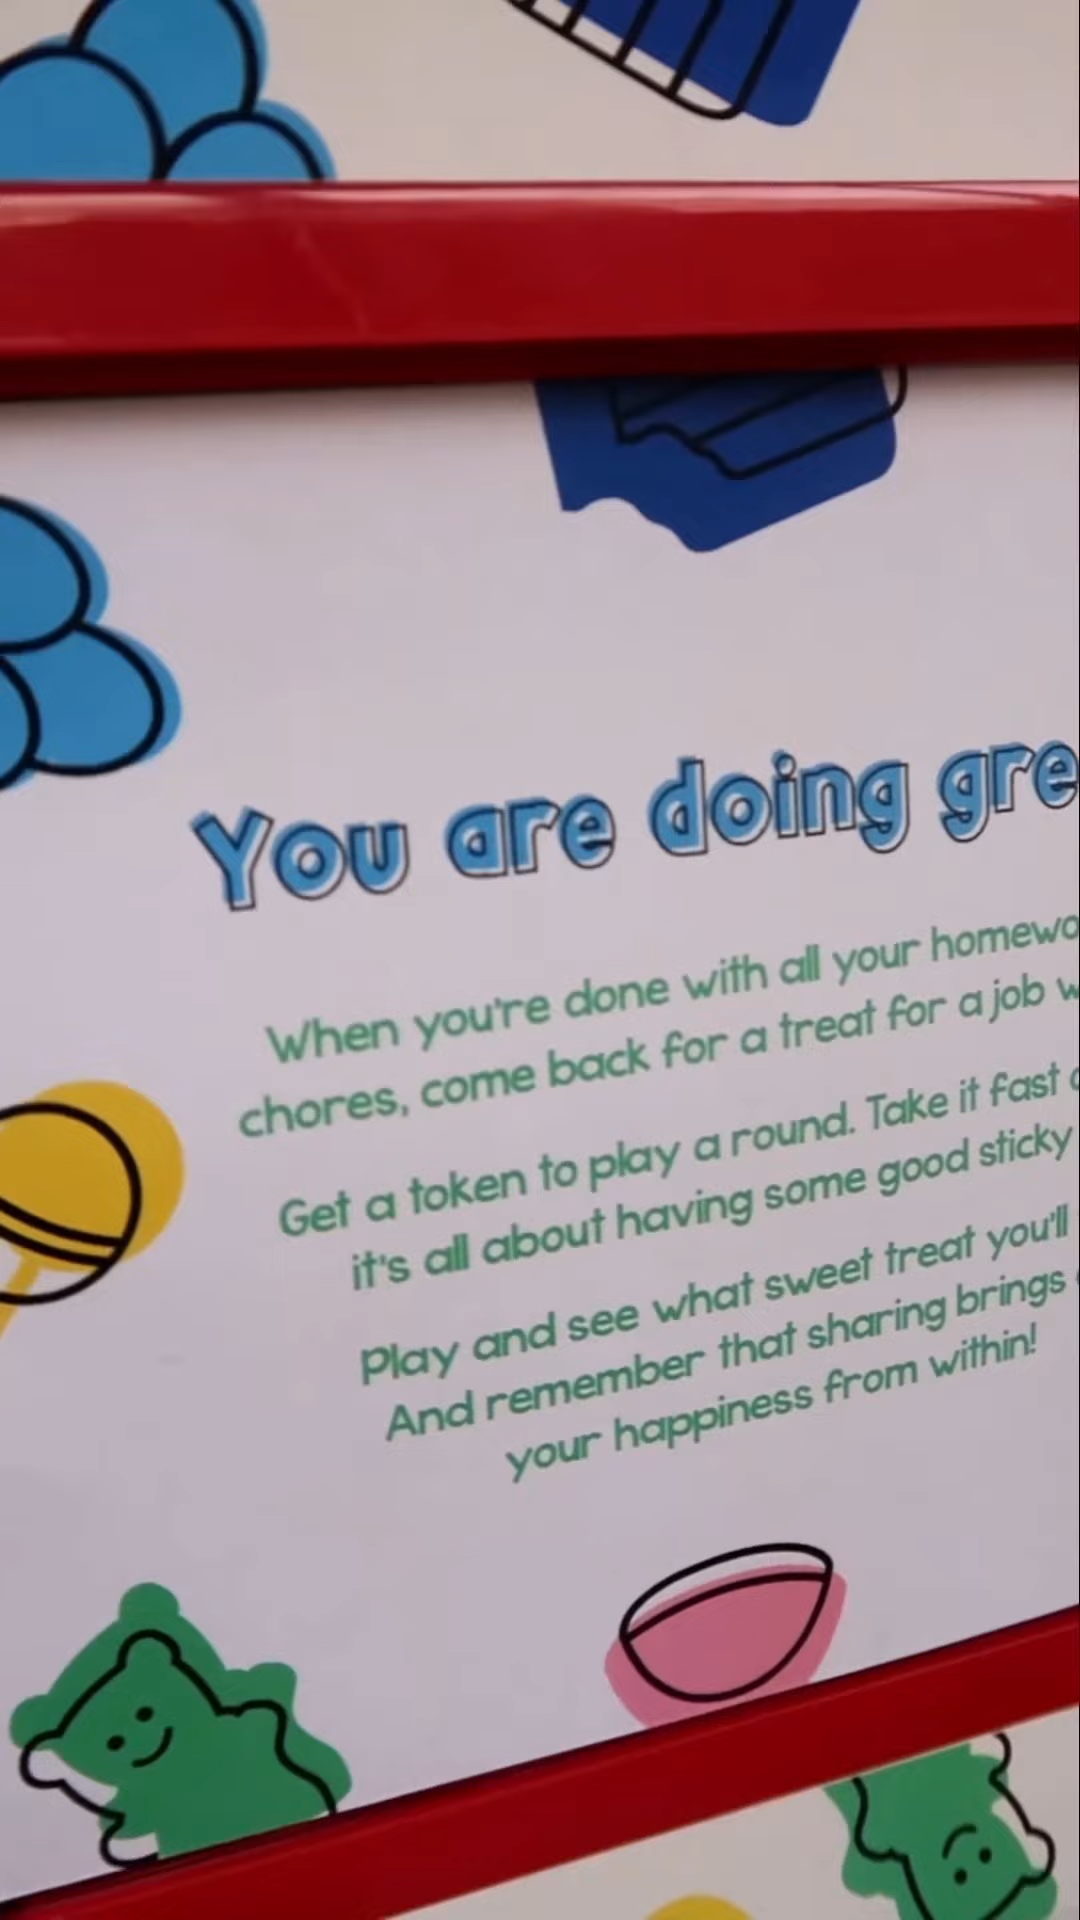 You are doing gre
When you're done with all your homewo
chores, come back for a treat for a job w
Get a token to play a round. Take it fast
it's all about having some good sticky
Play and see what sweet treat you'll
And remember that sharing brings
your happiness from within!